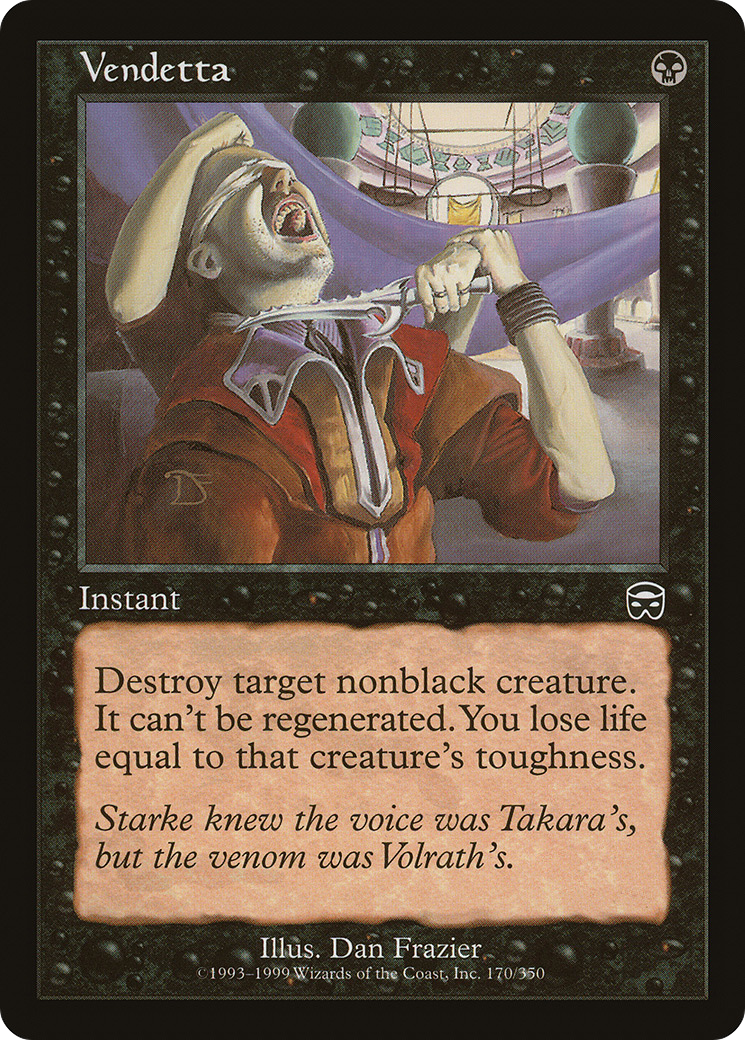 Vendetta
DF
Instant
Destroy target nonblack creature.
It can't be regenerated. You lose life
equal to that creature's toughness.
Starke knew the voice was Takara's,
but the venom was Volrath's.
Illus. Dan Frazier
©1993–1999 Wizards of the Coast, Inc. 170/350